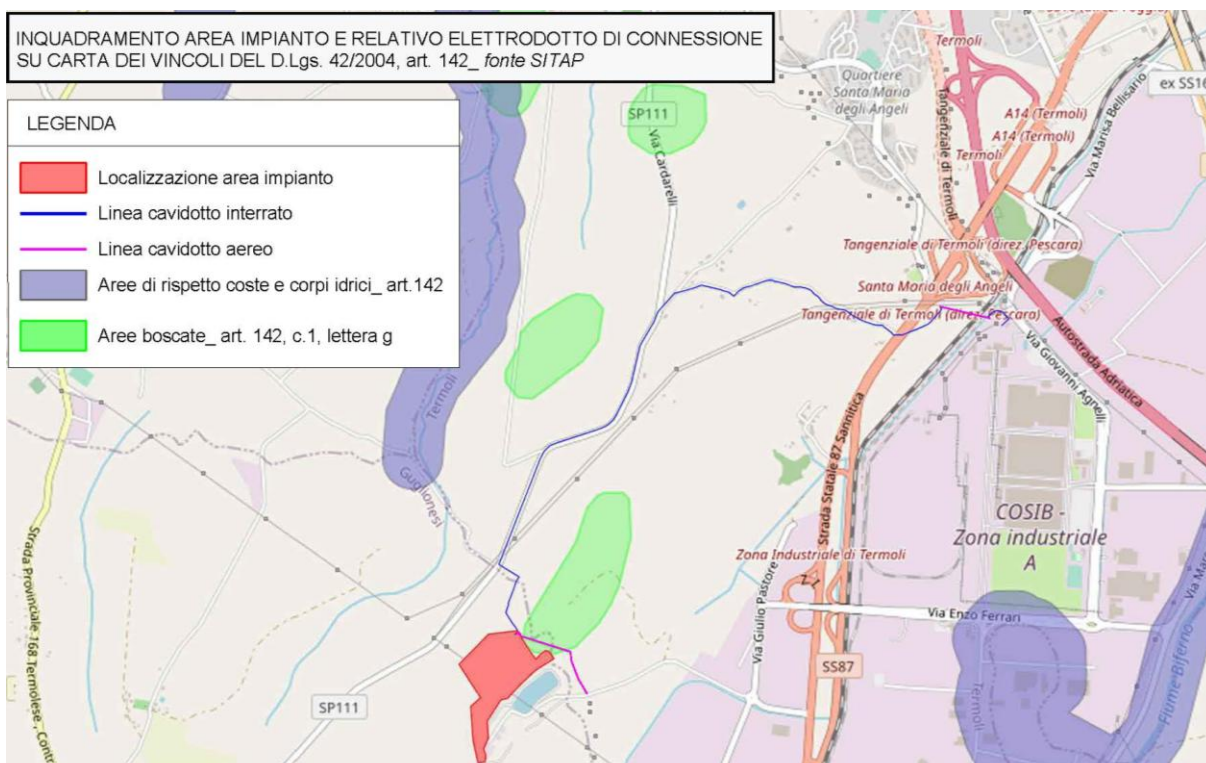 INQUADRAMENTO AREA IMPIANTO E RELATIVO ELETTRODOTTO DI CONNESSIONE
SU CARTA DEI VINCOLI DEL D.Lgs. 42/2004, art. 142_ fonte SITAP
LEGENDA
Localizzazione area impianto
Linea cavidotto interrato
Linea cavidotto aereo
Aree di rispetto coste e corpi idrici_ art.142
Aree boscate_ art. 142, c.1, lettera g
Termoli
Quartiere
Santa Maria
degli Angeli
SP111
Via Cardarelli
Tangenziale di Termoli
A14 (Termoli)
A14 (Termoli)
Termoli
ex SS16
Via Marisa Bellisario
Tangenziale di Termoli (direz. Pescara)
Santa Maria degli Angeli
Tangenziale di Termoli (direz. Pescara)
Autostrada Adriatica
Via Giovanni Agnelli
Termoli
Guglionesi
Strada Statale 87 Sannitica
COSIB -
Zona industriale
A
Zona Industriale di Termoli
Via Giulio Pastore
Via Enzo Ferrari
Strada Provinciale 168 Termolese
SS87
SP111
Termoli
Fiume Biferno